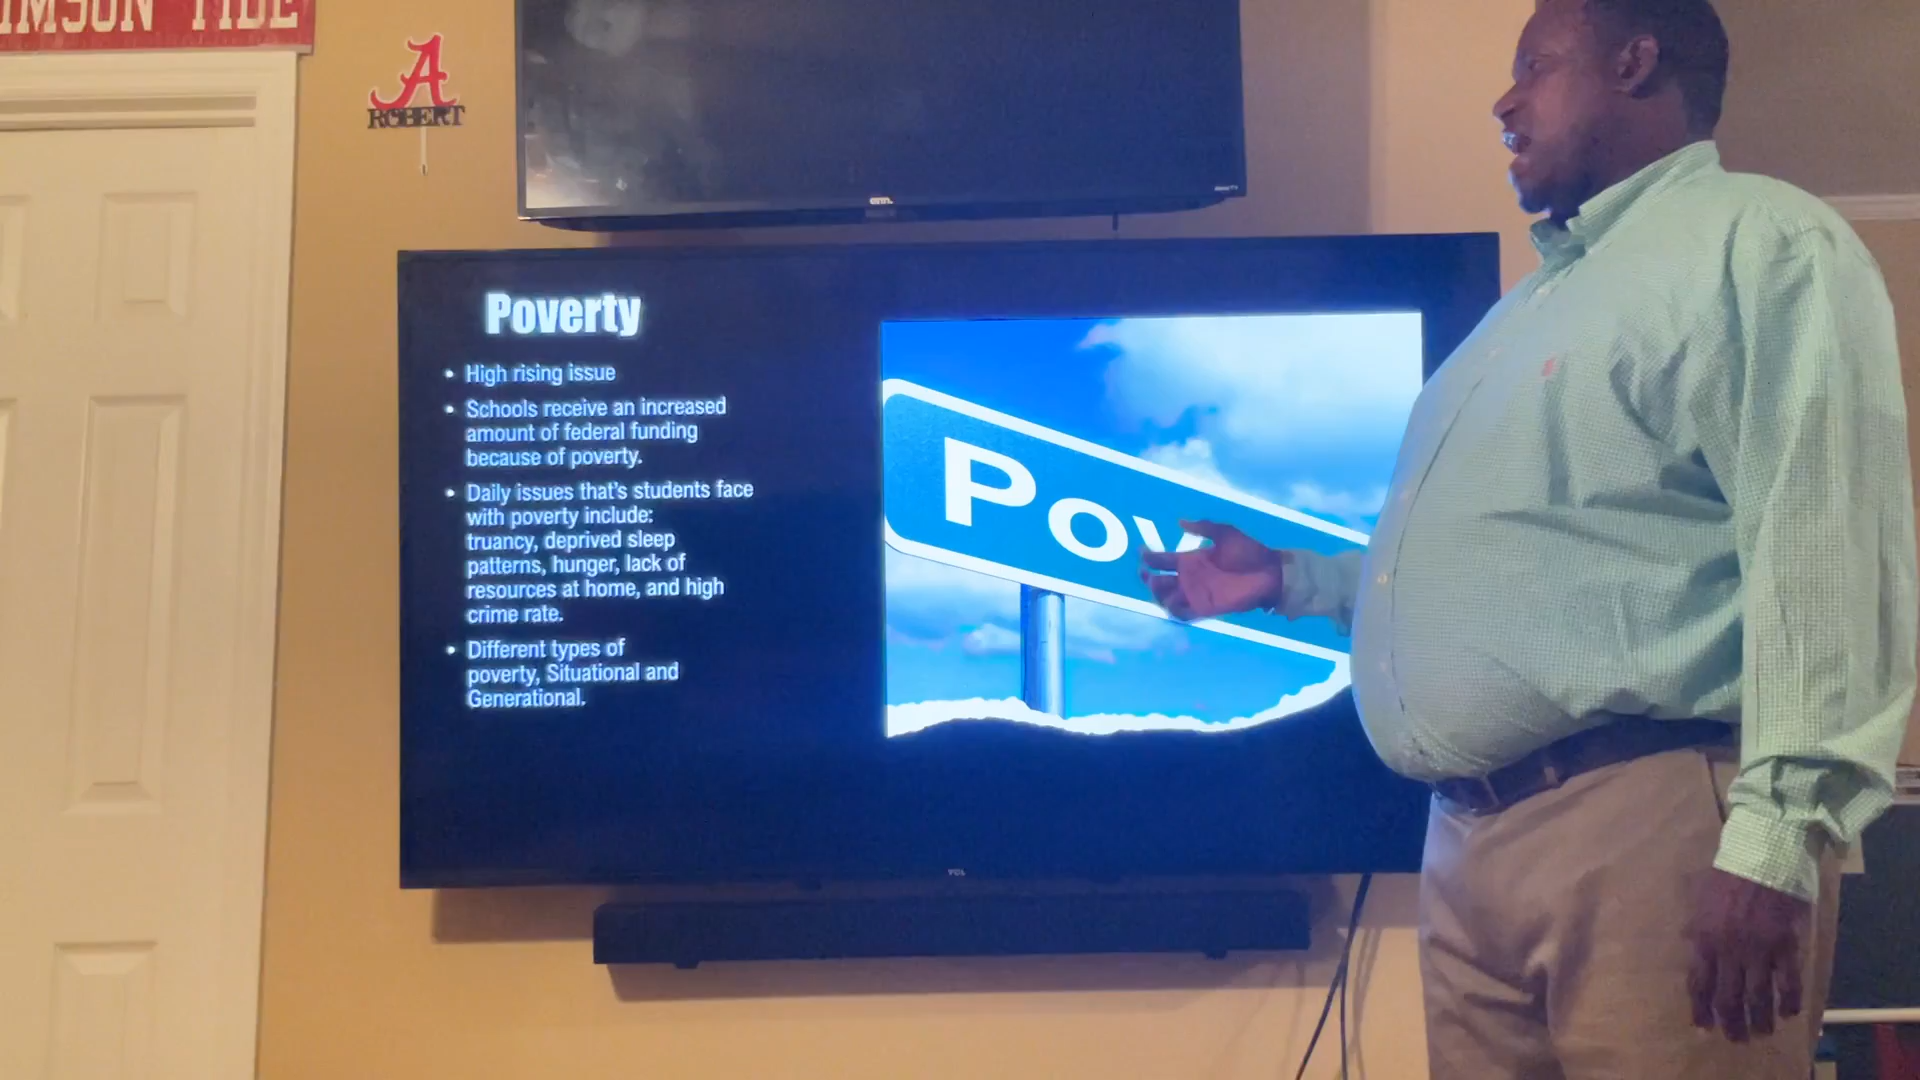 TIDE
A
ROBERT
onn.
Poverty
• High rising issue
• Schools receive an increased
amount of federal funding
because of poverty.
• Daily issues that's students face
with poverty include:
truancy, deprived sleep
patterns, hunger, lack of
resources at home, and high
crime rate.
• Different types of
poverty, Situational and
Generational.
Pov
TCL